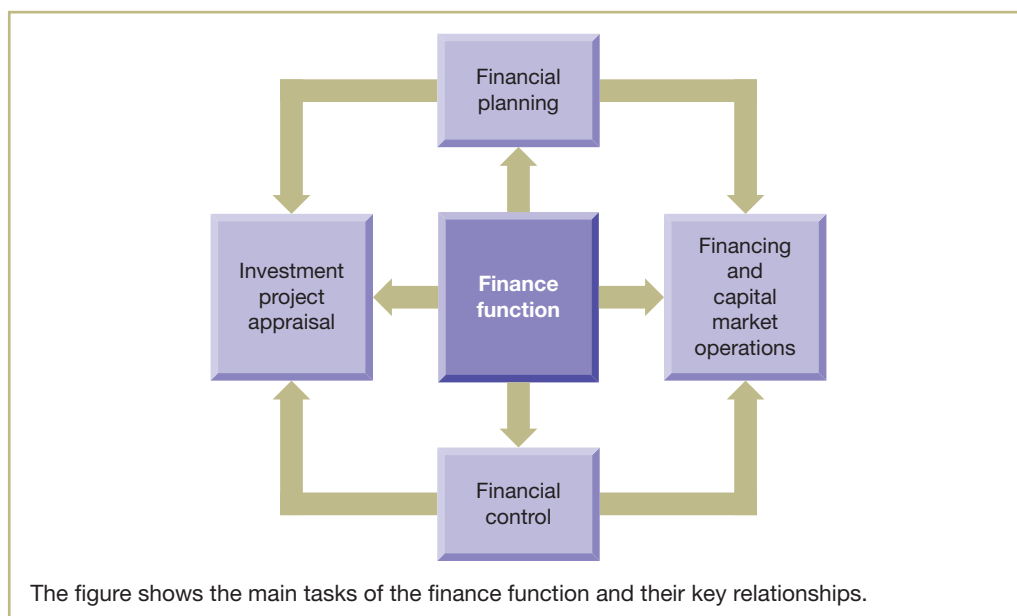 Financial
planning
Investment
project
appraisal
Finance
function
Financing
and
capital
market
operations
Financial
control
The figure shows the main tasks of the finance function and their key relationships.